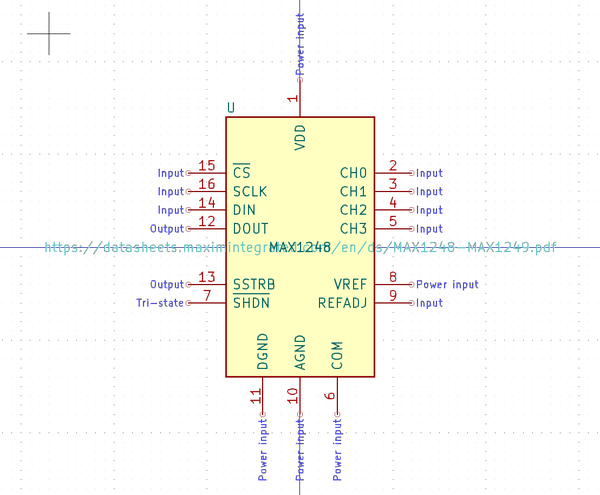 Power input
1
U
VDD
Input 15 CS
CH0 2 Input
Input 16 SCLK
CH1 3 Input
Input 14 DIN
CH2 4 Input
Output 12 DOUT
CH3 5 Input
https://datasheets.maximintegrated.com/en/ds/MAX1248-MAX1249.pdf
MAX1248
Output 13 SSTRB
VREF 8 Power input
Tri-state 7 SHDN
REFADJ 9 Input
DGND
AGND
COM
11
10
6
Power input
Power input
Power input